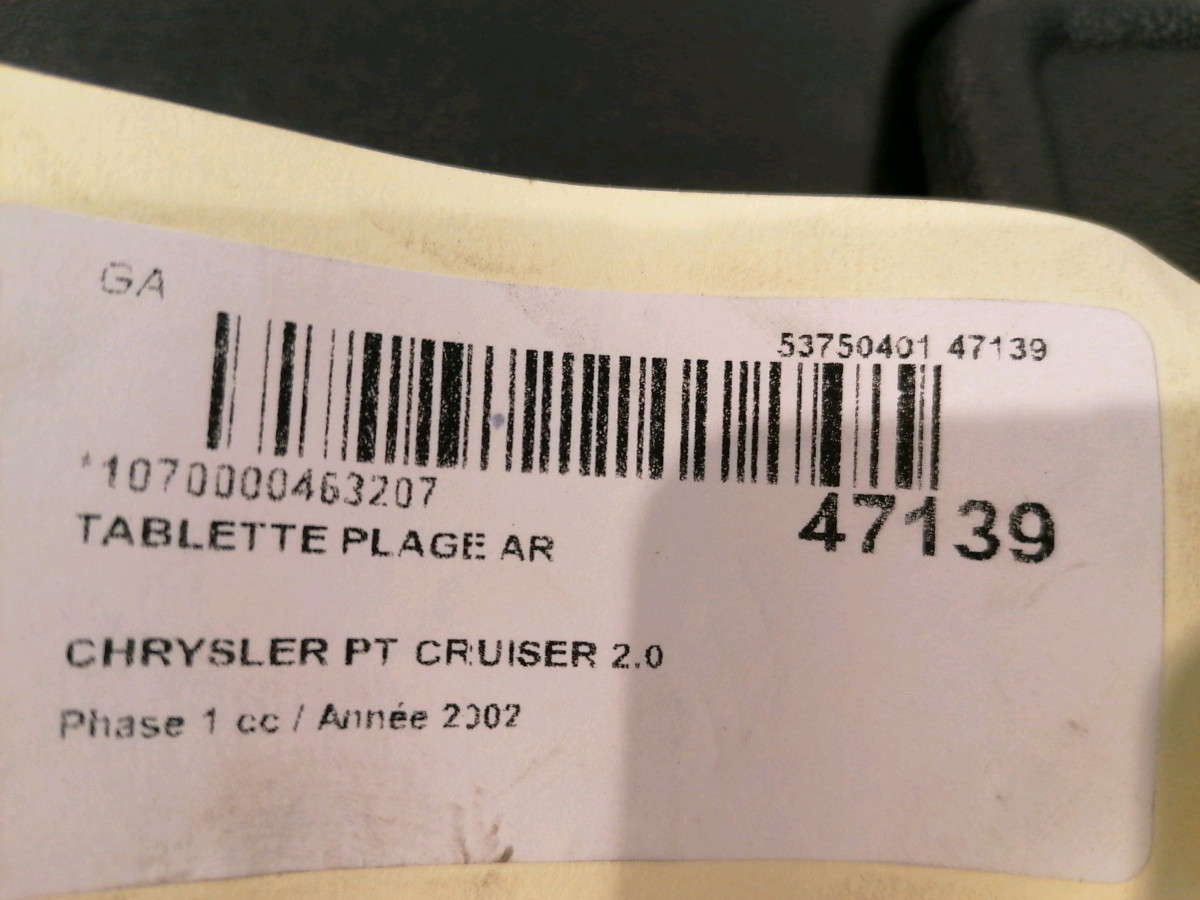 GA
53750401 47139
*1070000463207
47139
TABLETTE PLAGE AR
CHRYSLER PT CRUISER 2.0
Phase 1 cc / Année 2002